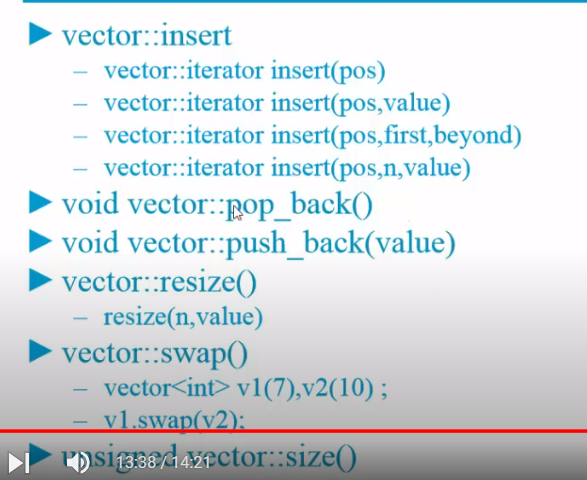 vector::insert
– vector::iterator insert(pos)
– vector::iterator insert(pos,value)
– vector::iterator insert(pos,first,beyond)
– vector::iterator insert(pos,n,value)
void vector::pop_back()
void vector::push_back(value)
vector::resize()
– resize(n,value)
vector::swap()
– vector<int> v1(7),v2(10) ;
– v1.swap(v2);
unsigned vector::size()
13:38 / 14:21